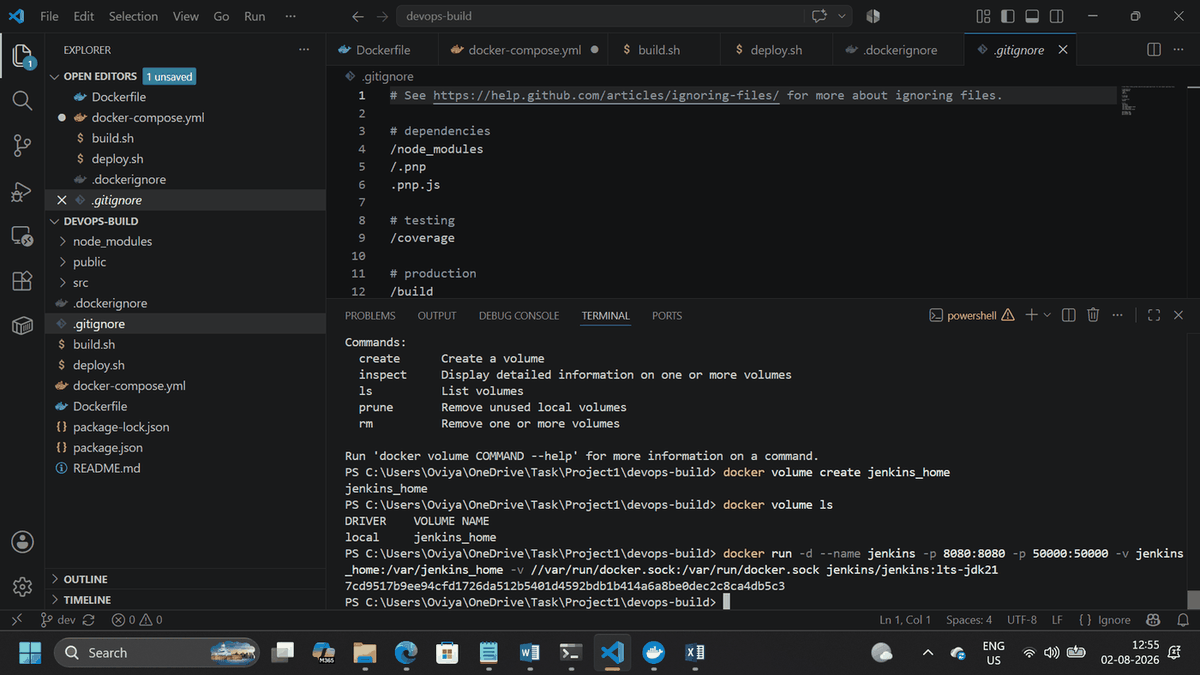 File Edit Selection View Go Run ··· devops-build
EXPLORER ···
OPEN EDITORS 1 unsaved
Dockerfile
docker-compose.yml
$ build.sh
$ deploy.sh
.dockerignore
.gitignore
DEVOPS-BUILD
node_modules
public
src
.dockerignore
.gitignore
$ build.sh
$ deploy.sh
docker-compose.yml
Dockerfile
{} package-lock.json
{} package.json
README.md
OUTLINE
TIMELINE
Dockerfile docker-compose.yml $ build.sh $ deploy.sh .dockerignore .gitignore
.gitignore
1 # See https://help.github.com/articles/ignoring-files/ for more about ignoring files.
2
3 # dependencies
4 /node_modules
5 /.pnp
6 .pnp.js
7
8 # testing
9 /coverage
10
11 # production
12 /build
PROBLEMS OUTPUT DEBUG CONSOLE TERMINAL PORTS powershell
Commands:
create Create a volume
inspect Display detailed information on one or more volumes
ls List volumes
prune Remove unused local volumes
rm Remove one or more volumes
Run 'docker volume COMMAND --help' for more information on a command.
PS C:\Users\Oviya\OneDrive\Task\Project1\devops-build> docker volume create jenkins_home
jenkins_home
PS C:\Users\Oviya\OneDrive\Task\Project1\devops-build> docker volume ls
DRIVER VOLUME NAME
local jenkins_home
PS C:\Users\Oviya\OneDrive\Task\Project1\devops-build> docker run -d --name jenkins -p 8080:8080 -p 50000:50000 -v jenkins
_home:/var/jenkins_home -v //var/run/docker.sock:/var/run/docker.sock jenkins/jenkins:lts-jdk21
7cd9517b9ee94cfd1726da512b5401d4592bdb1b414a6a8be0dec2c8ca4db5c3
PS C:\Users\Oviya\OneDrive\Task\Project1\devops-build>
dev 0 0 Ln 1, Col 1 Spaces: 4 UTF-8 LF {} Ignore
Search M365 ENG 12:55
US 02-08-2026